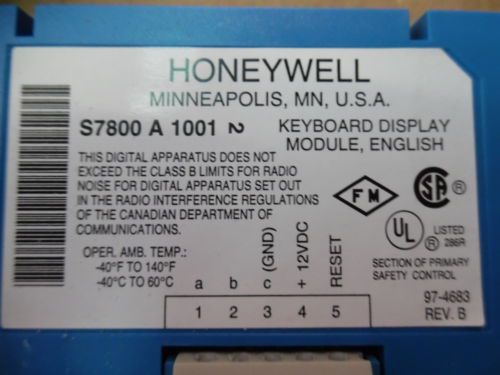 HONEYWELL
MINNEAPOLIS, MN, U.S.A.
S7800 A 1001 2
KEYBOARD DISPLAY
MODULE, ENGLISH
THIS DIGITAL APPARATUS DOES NOT
EXCEED THE CLASS B LIMITS FOR RADIO
NOISE FOR DIGITAL APPARATUS SET OUT
IN THE RADIO INTERFERENCE REGULATIONS
OF THE CANADIAN DEPARTMENT OF
COMMUNICATIONS.
FM
SA ®
UL ® LISTED
286R
SECTION OF PRIMARY
SAFETY CONTROL
OPER. AMB. TEMP.:
-40°F TO 140°F
-40°C TO 60°C
a b c (GND) + 12VDC RESET
1 2 3 4 5
97-4683
REV. B